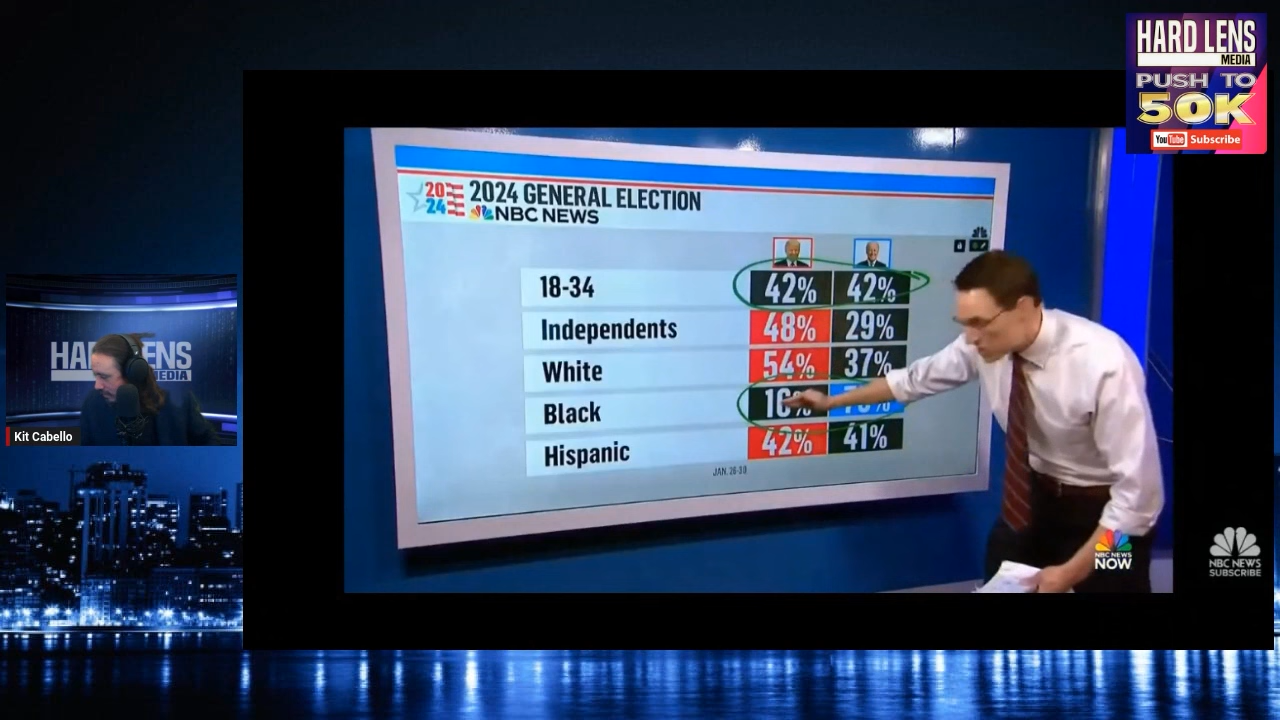 HARD LENS
MEDIA
PUSH TO
50K
YouTube Subscribe
2024
2024 GENERAL ELECTION
NBC NEWS
18-34 42% 42%
Independents 48% 29%
White 54% 37%
Black
Hispanic 42% 41%
JAN. 26-30
HARD LENS
MEDIA
Kit Cabello
NBC NEWS
NOW
NBC NEWS
SUBSCRIBE